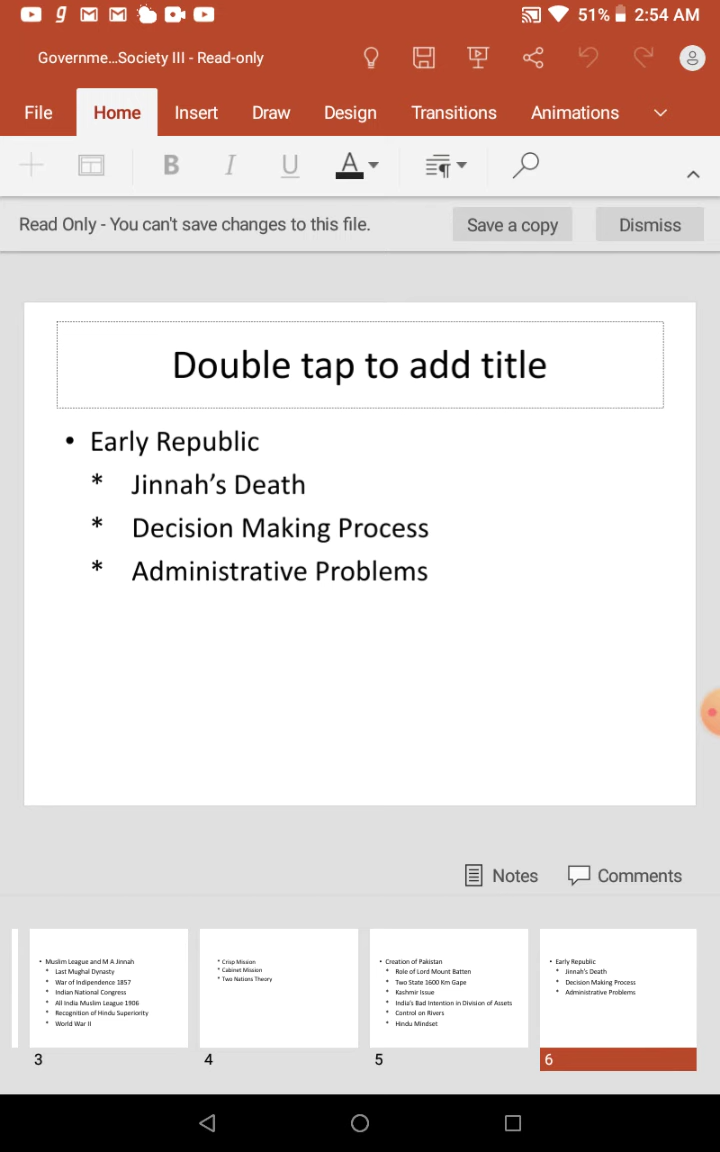 51% 2:54 AM
Governme...Society III - Read-only
File Home Insert Draw Design Transitions Animations
B I U A
Read Only - You can't save changes to this file. Save a copy Dismiss
Double tap to add title
• Early Republic
* Jinnah’s Death
* Decision Making Process
* Administrative Problems
Notes Comments
• Muslim League and M A Jinnah
* Last Mughal Dynasty
* War of Indipendence 1857
* Indian National Congress
* All India Muslim League 1906
* Recognition of Hindu Superiority
* World War II
3
* Crisp Mission
* Cabinet Mission
* Two Nations Theory
4
• Creation of Pakistan
* Role of Lord Mount Batten
* Two State 1600 Km Gape
* Kashmir Issue
* India’s Bad Intention in Division of Assets
* Control on Rivers
* Hindu Mindset
5
• Early Republic
* Jinnah’s Death
* Decision Making Process
* Administrative Problems
6